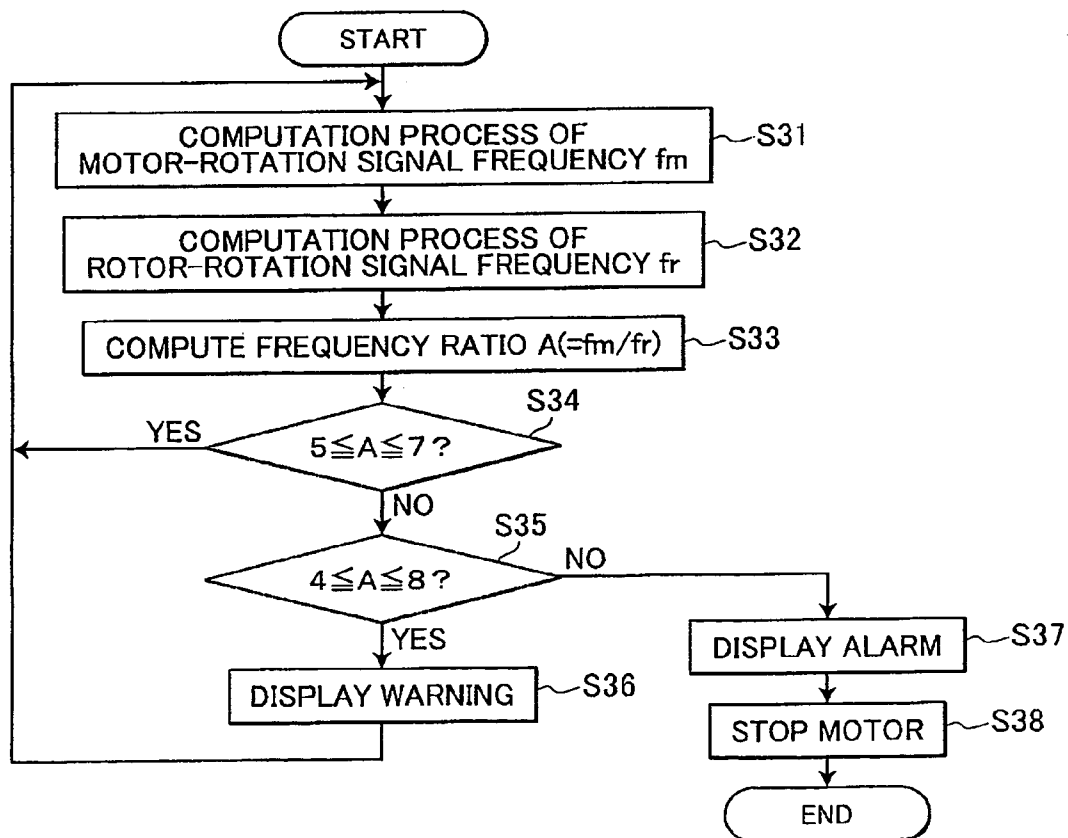 START
COMPUTATION PROCESS OF
MOTOR-ROTATION SIGNAL FREQUENCY fm
S31
COMPUTATION PROCESS OF
ROTOR-ROTATION SIGNAL FREQUENCY fr
S32
COMPUTE FREQUENCY RATIO A(=fm/fr)
S33
S34
YES
5≦A≦7?
NO
S35
4≦A≦8?
NO
YES
DISPLAY WARNING
S36
DISPLAY ALARM
S37
STOP MOTOR
S38
END